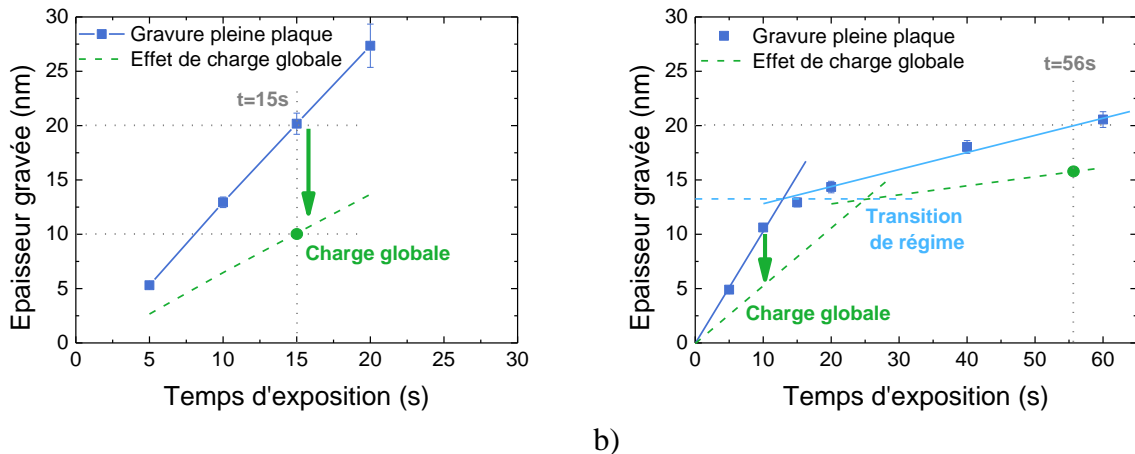 30
25
20
15
10
5
0
0
5
10
15
20
25
30
Epaisseur gravée (nm)
Temps d'exposition (s)
Gravure pleine plaque
Effet de charge globale
t=15s
Charge globale
30
25
20
15
10
5
0
0
10
20
30
40
50
60
Epaisseur gravée (nm)
Temps d'exposition (s)
Gravure pleine plaque
Effet de charge globale
t=56s
Transition
de régime
Charge globale
b)